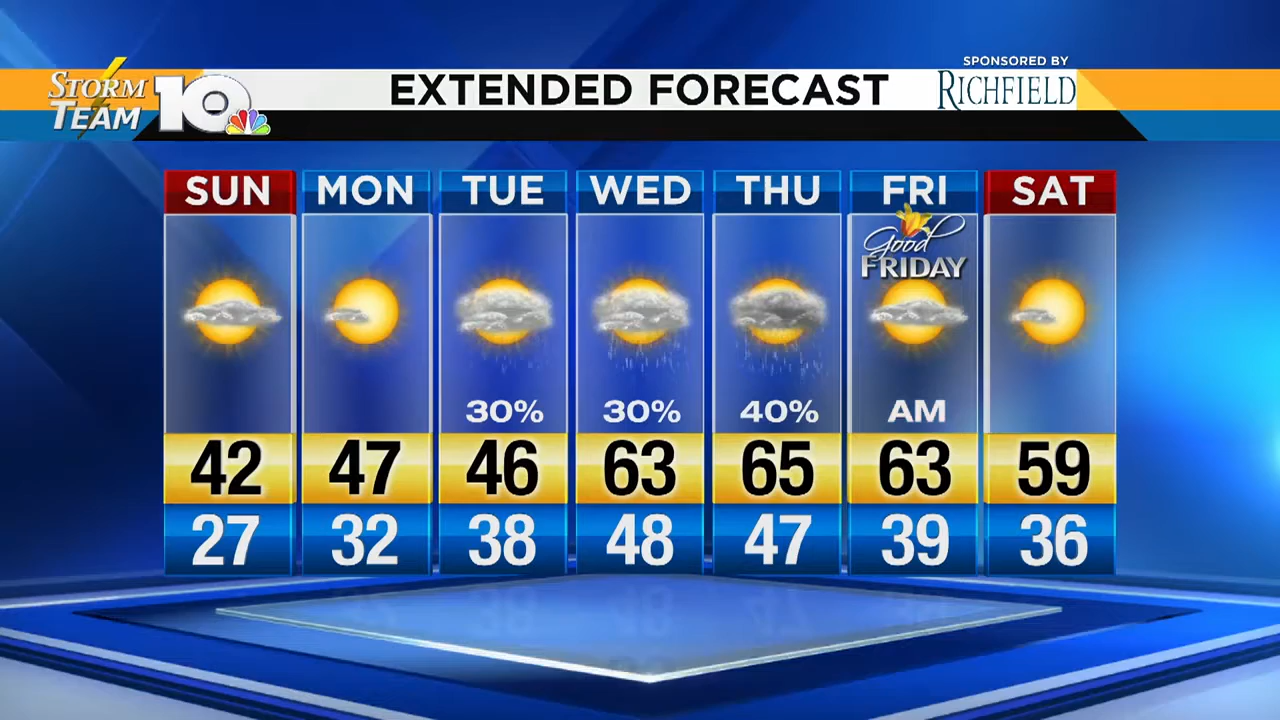 SPONSORED BY
STORM TEAM 10
EXTENDED FORECAST
RICHFIELD
SUN MON TUE WED THU FRI SAT
Good
FRIDAY
30% 30% 40% AM
42 47 46 63 65 63 59
27 32 38 48 47 39 36